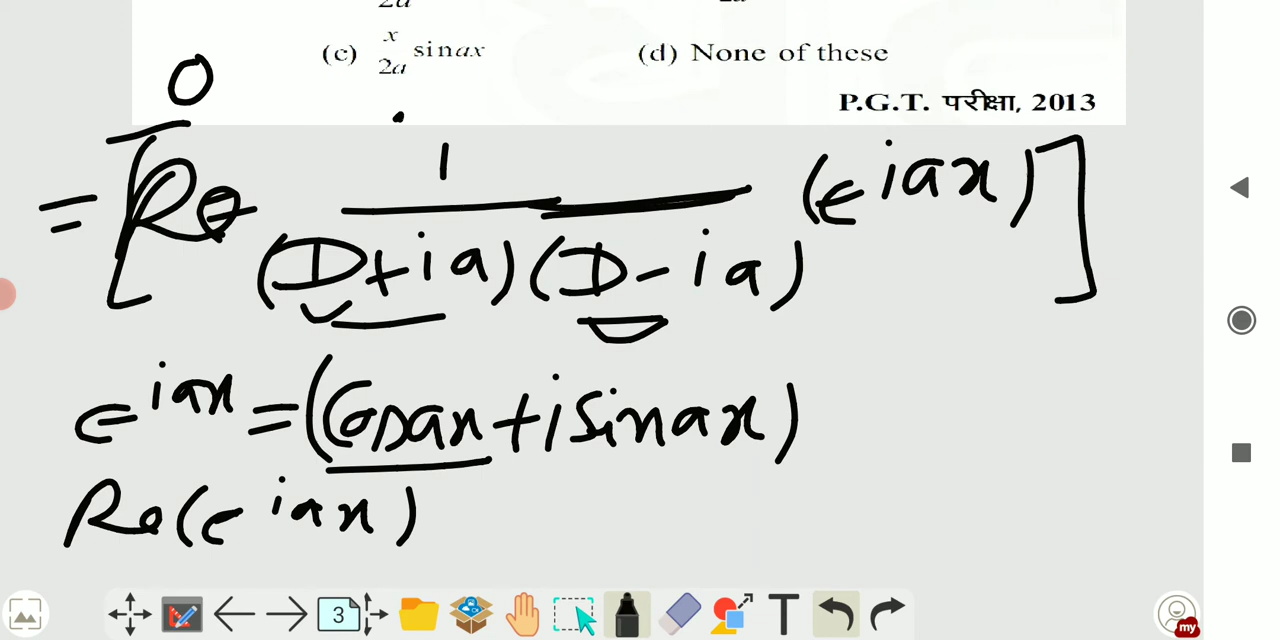 (c) x/2a sin ax (d) None of these
P.G.T. परीक्षा, 2013
0
= [Re 1/((D+ia)(D-ia)) (e^iax)]
e^iax = (Cosax + i Sinax)
Re(e^iax)
3
T
my